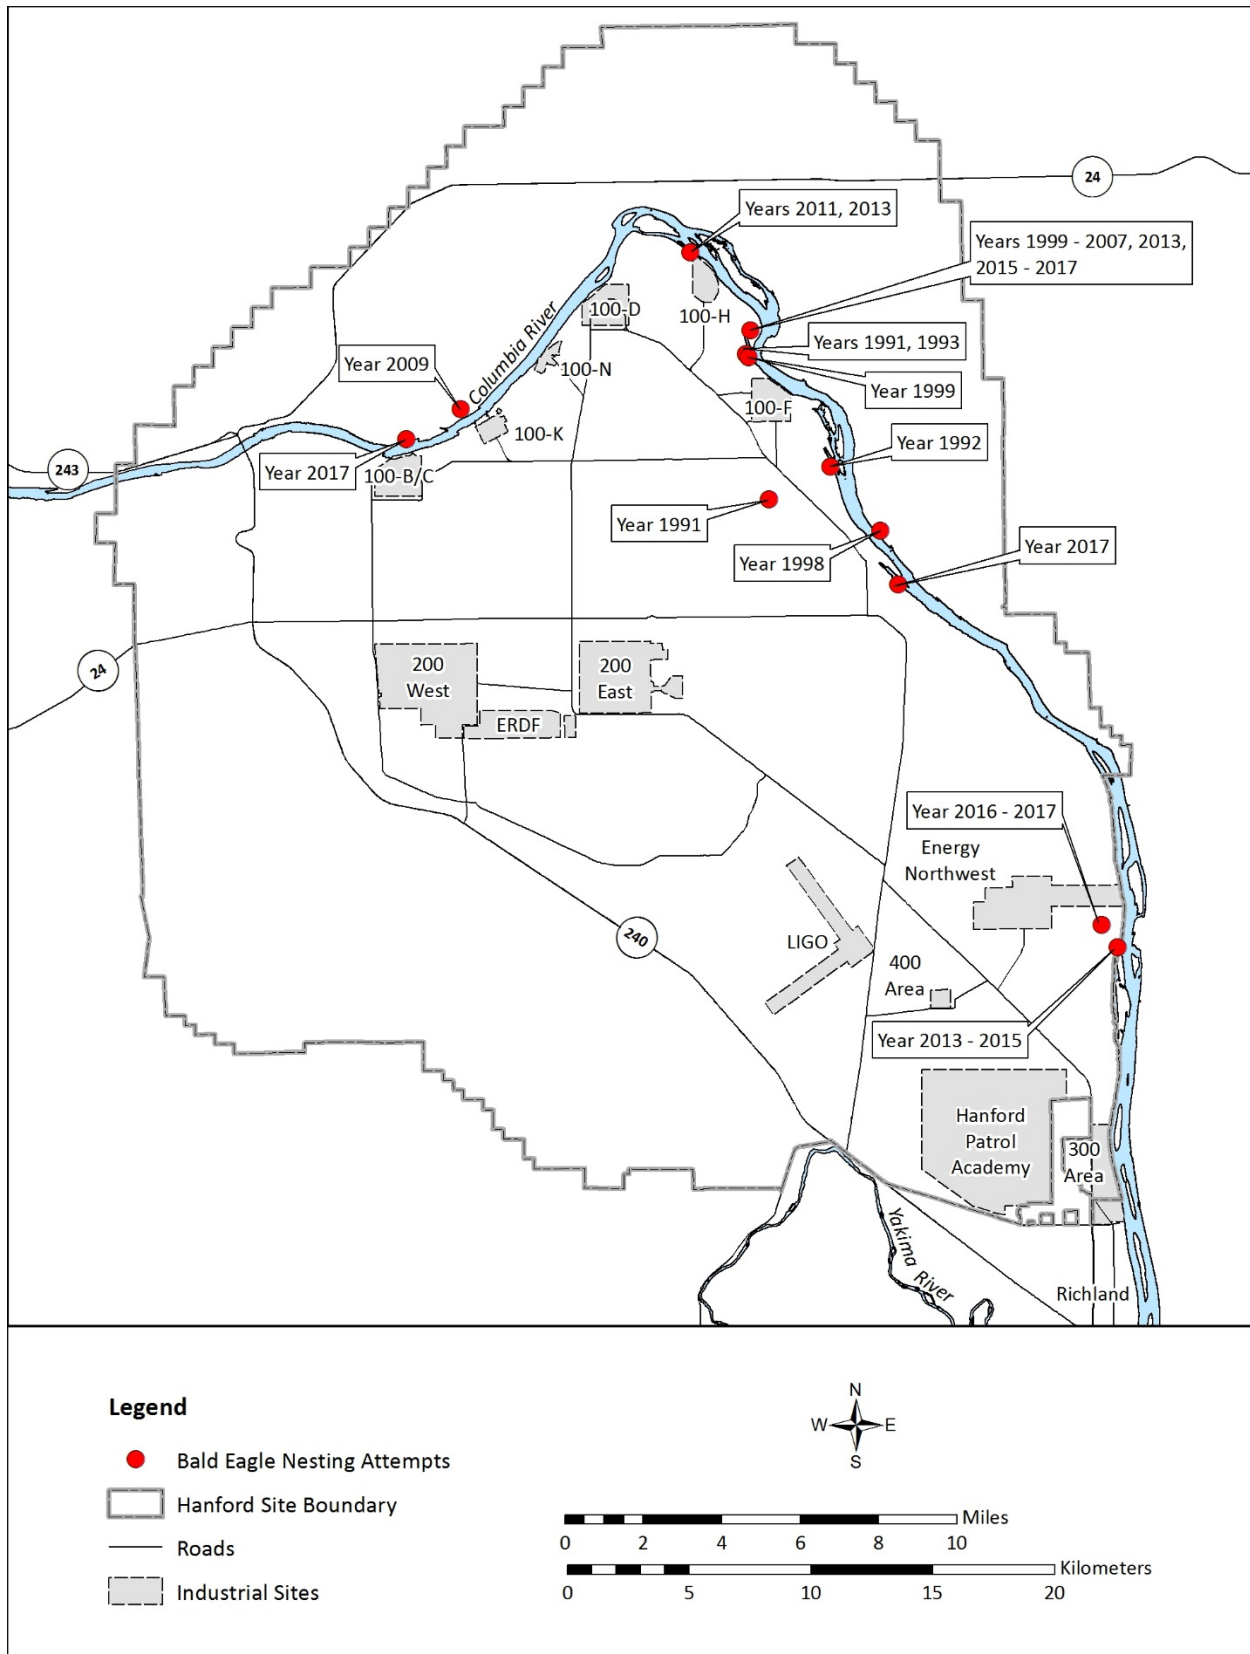 24
Years 2011, 2013
Years 1999 - 2007, 2013,
2015 - 2017
Columbia River
100-D
100-H
Years 1991, 1993
Year 2009
100-N
Year 1999
100-F
100-K
Year 1992
243
Year 2017
100-B/C
Year 1991
Year 1998
Year 2017
24
200
West
200
East
ERDF
Year 2016 - 2017
Energy
Northwest
240
LIGO
400
Area
Year 2013 - 2015
Hanford
Patrol
Academy
300
Area
Yakima River
Richland
Legend
Bald Eagle Nesting Attempts
Hanford Site Boundary
Roads
Industrial Sites
N
W E
S
Miles
0 2 4 6 8 10
Kilometers
0 5 10 15 20